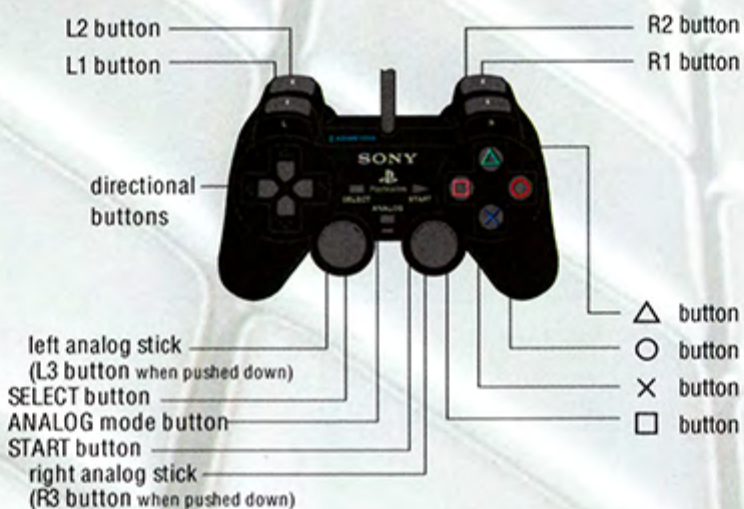 L2 button
L1 button
R2 button
R1 button
SONY
PlayStation
SELECT
START
ANALOG
L
R
directional
buttons
left analog stick
(L3 button when pushed down)
SELECT button
ANALOG mode button
START button
right analog stick
(R3 button when pushed down)
△ button
○ button
✕ button
□ button